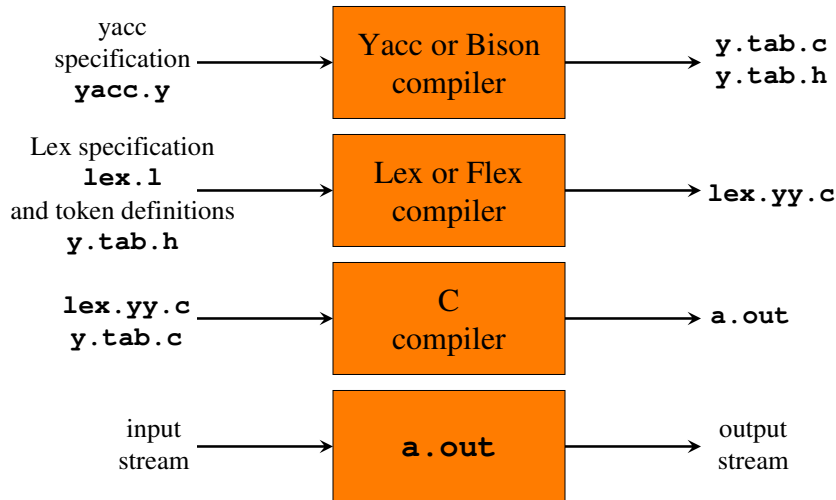 yacc
specification
yacc.y
Yacc or Bison
compiler
y.tab.c
y.tab.h
Lex specification
lex.l
and token definitions
y.tab.h
Lex or Flex
compiler
lex.yy.c
lex.yy.c
y.tab.c
C
compiler
a.out
input
stream
a.out
output
stream